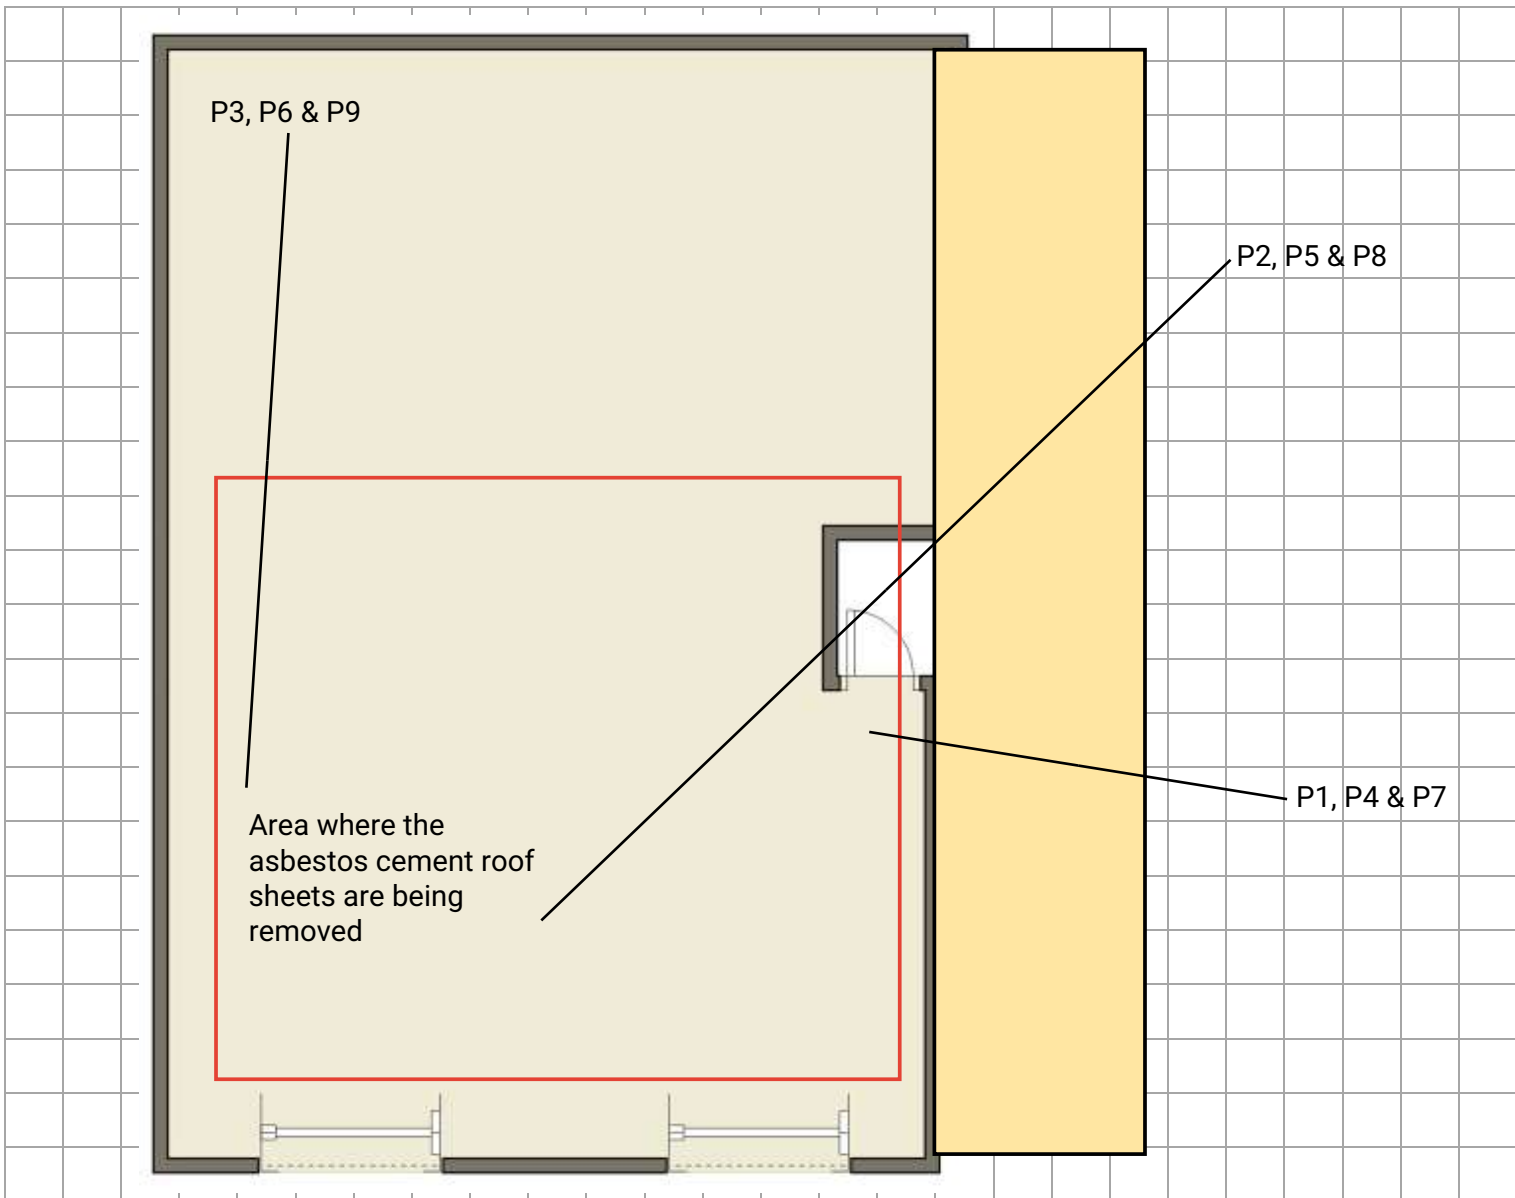 P3, P6 & P9
P2, P5 & P8
P1, P4 & P7
Area where the
asbestos cement roof
sheets are being
removed